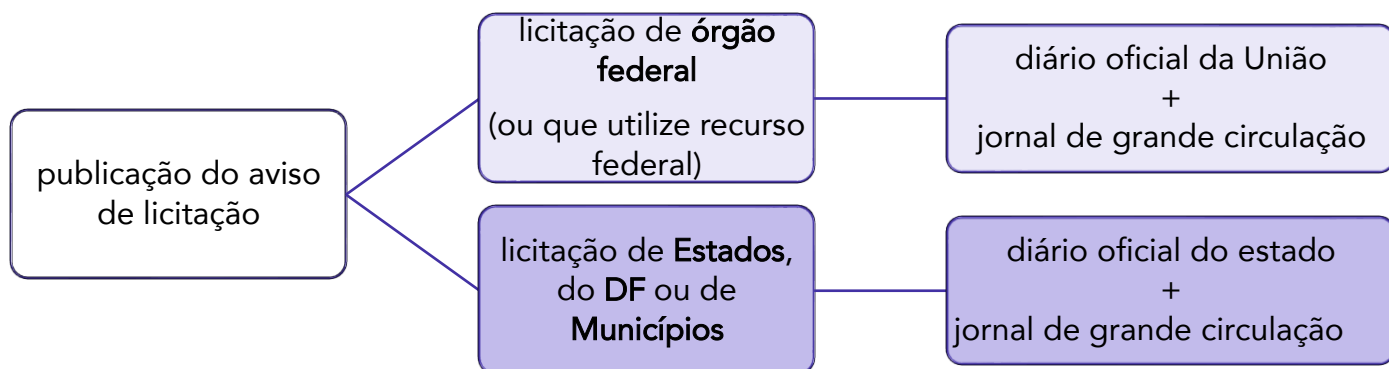 publicação do aviso
de licitação
licitação de órgão
federal
(ou que utilize recurso
federal)
diário oficial da União
+
jornal de grande circulação
licitação de Estados,
do DF ou de
Municípios
diário oficial do estado
+
jornal de grande circulação